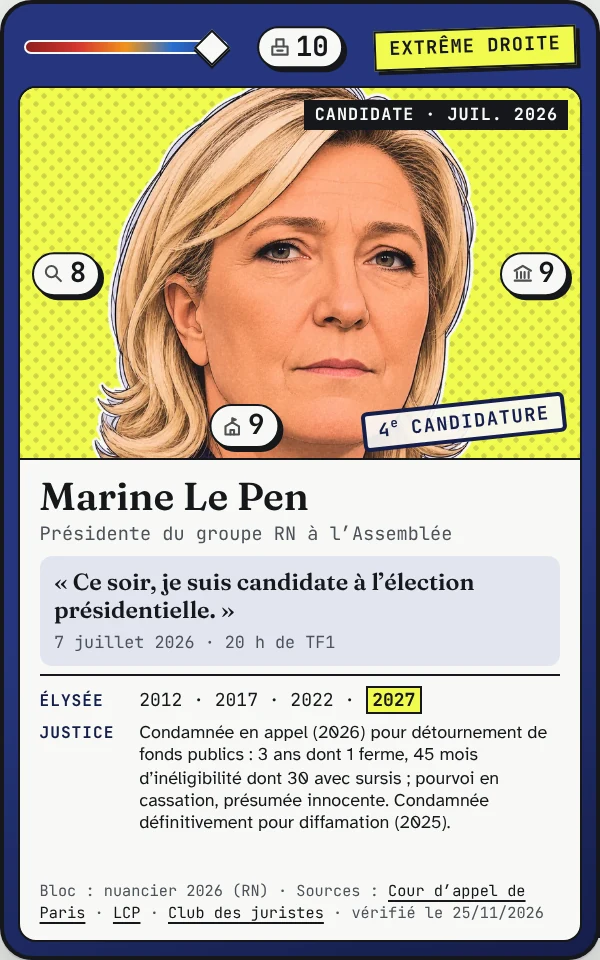 10
EXTRÊME DROITE
CANDIDATE · JUIL. 2026
8
9
9
4e CANDIDATURE
Marine Le Pen
Présidente du groupe RN à l’Assemblée
« Ce soir, je suis candidate à l’élection
présidentielle. »
7 juillet 2026 · 20 h de TF1
ÉLYSÉE 2012 · 2017 · 2022 · 2027
JUSTICE Condamnée en appel (2026) pour détournement de
fonds publics : 3 ans dont 1 ferme, 45 mois
d’inéligibilité dont 30 avec sursis ; pourvoi en
cassation, présumée innocente. Condamnée
définitivement pour diffamation (2025).
Bloc : nuancier 2026 (RN) · Sources : Cour d’appel de
Paris · LCP · Club des juristes · vérifié le 25/11/2026